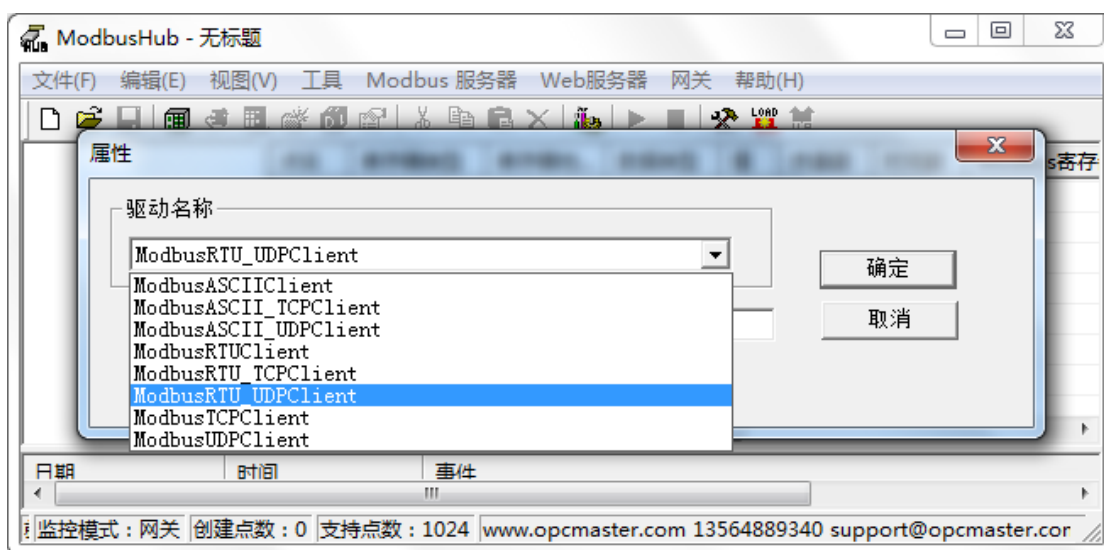 ModbusHub - 无标题
文件(F) 编辑(E) 视图(V) 工具 Modbus 服务器 Web服务器 网关 帮助(H)
LOAD
属性
s寄存
驱动名称
ModbusRTU_UDPClient
确定
ModbusASCIIClient
ModbusASCII_TCPClient
取消
ModbusASCII_UDPClient
ModbusRTUClient
ModbusRTU_TCPClient
ModbusRTU_UDPClient
ModbusTCPClient
ModbusUDPClient
日期 时间 事件
监控模式：网关 创建点数：0 支持点数：1024 www.opcmaster.com 13564889340 support@opcmaster.cor